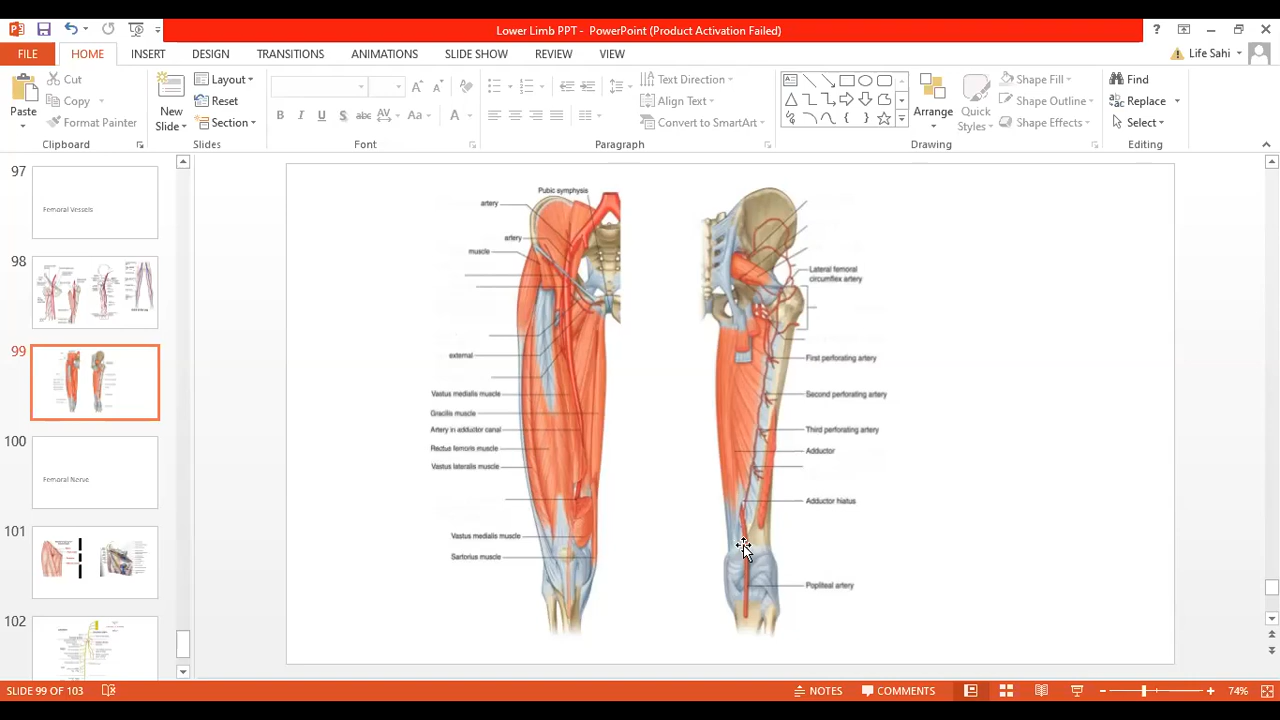 Lower Limb PPT - PowerPoint (Product Activation Failed)
FILE
HOME
INSERT
DESIGN
TRANSITIONS
ANIMATIONS
SLIDE SHOW
REVIEW
VIEW
Life Sahi
Paste
Cut
Copy
Format Painter
Clipboard
New
Slide
Layout
Reset
Section
Slides
Font
Text Direction
Align Text
Convert to SmartArt
Paragraph
Arrange
Quick
Styles
Shape Fill
Shape Outline
Shape Effects
Drawing
Find
Replace
Select
Editing
97
Femoral Vessels
98
99
100
Femoral Nerve
101
102
Pubic symphysis
artery
artery
muscle
external
Vastus medialis muscle
Gracilis muscle
Artery in adductor canal
Rectus femoris muscle
Vastus lateralis muscle
Vastus medialis muscle
Sartorius muscle
Lateral femoral
circumflex artery
First perforating artery
Second perforating artery
Third perforating artery
Adductor
Adductor hiatus
Popliteal artery
SLIDE 99 OF 103
NOTES
COMMENTS
74%